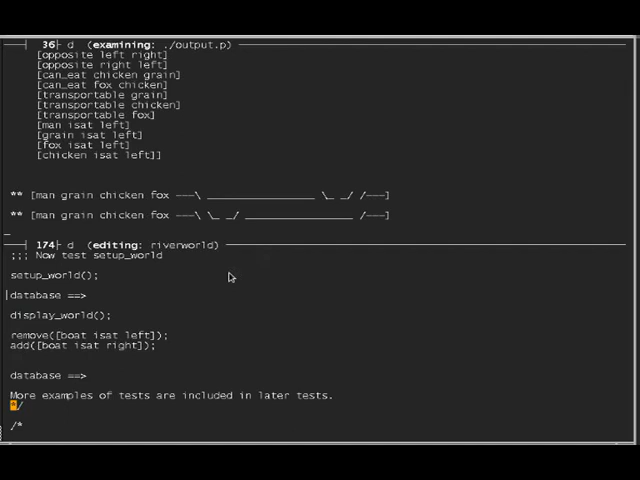 36 d (examining: ./output.p)
[opposite left right]
[opposite right left]
[can_eat chicken grain]
[can_eat fox chicken]
[transportable grain]
[transportable chicken]
[transportable fox]
[man isat left]
[grain isat left]
[fox isat left]
[chicken isat left]]
** [man grain chicken fox ---\ _________________ \_ _/ /---]
** [man grain chicken fox ---\ \_ _/ _________________ /---]
174 d (editing: riverworld)
;;; Now test setup_world
setup_world();
database ==>
display_world();
remove([boat isat left]);
add([boat isat right]);
database ==>
More examples of tests are included in later tests.
*/
/*